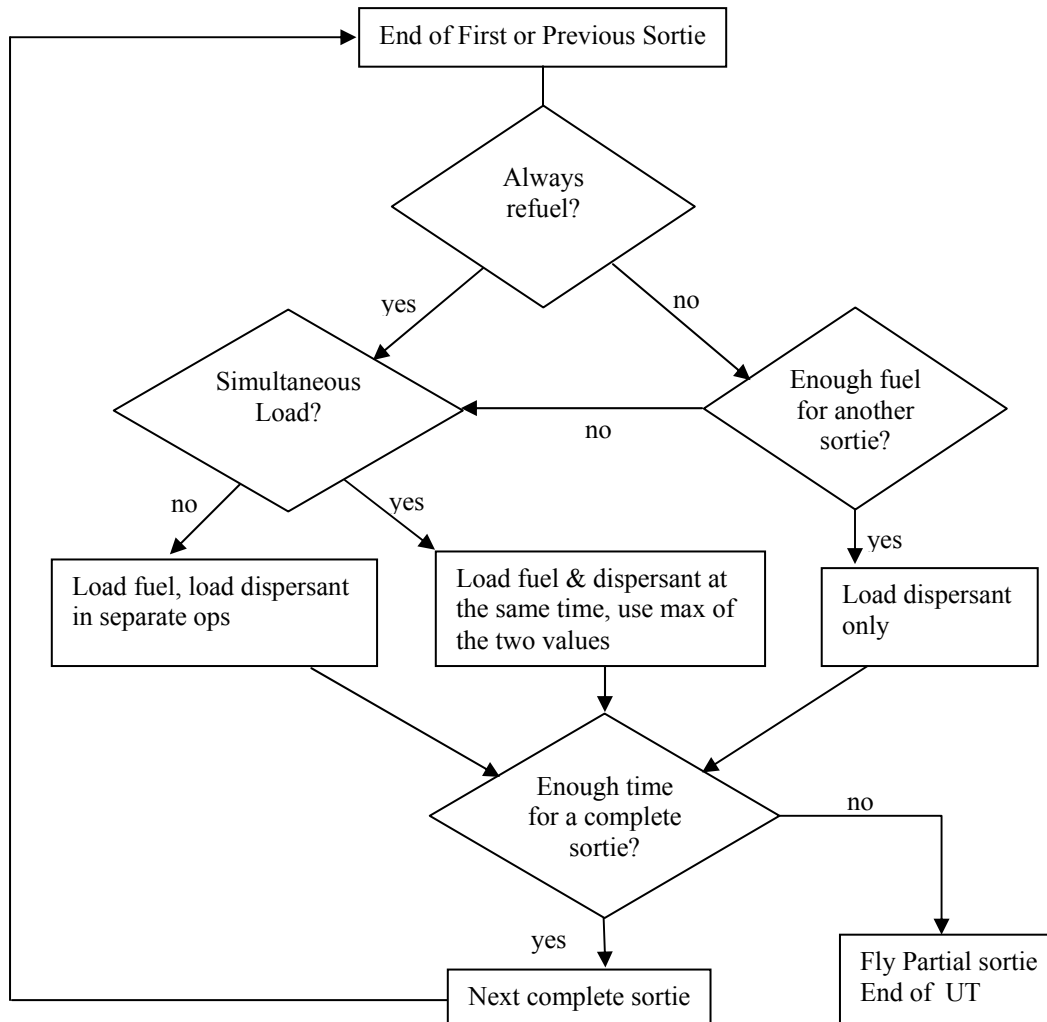 End of First or Previous Sortie
Always
refuel?
yes
no
Simultaneous
Load?
Enough fuel
for another
sortie?
no
no
yes
yes
Load fuel, load dispersant
in separate ops
Load fuel & dispersant at
the same time, use max of
the two values
Load dispersant
only
Enough time
for a complete
sortie?
no
yes
Next complete sortie
Fly Partial sortie
End of UT